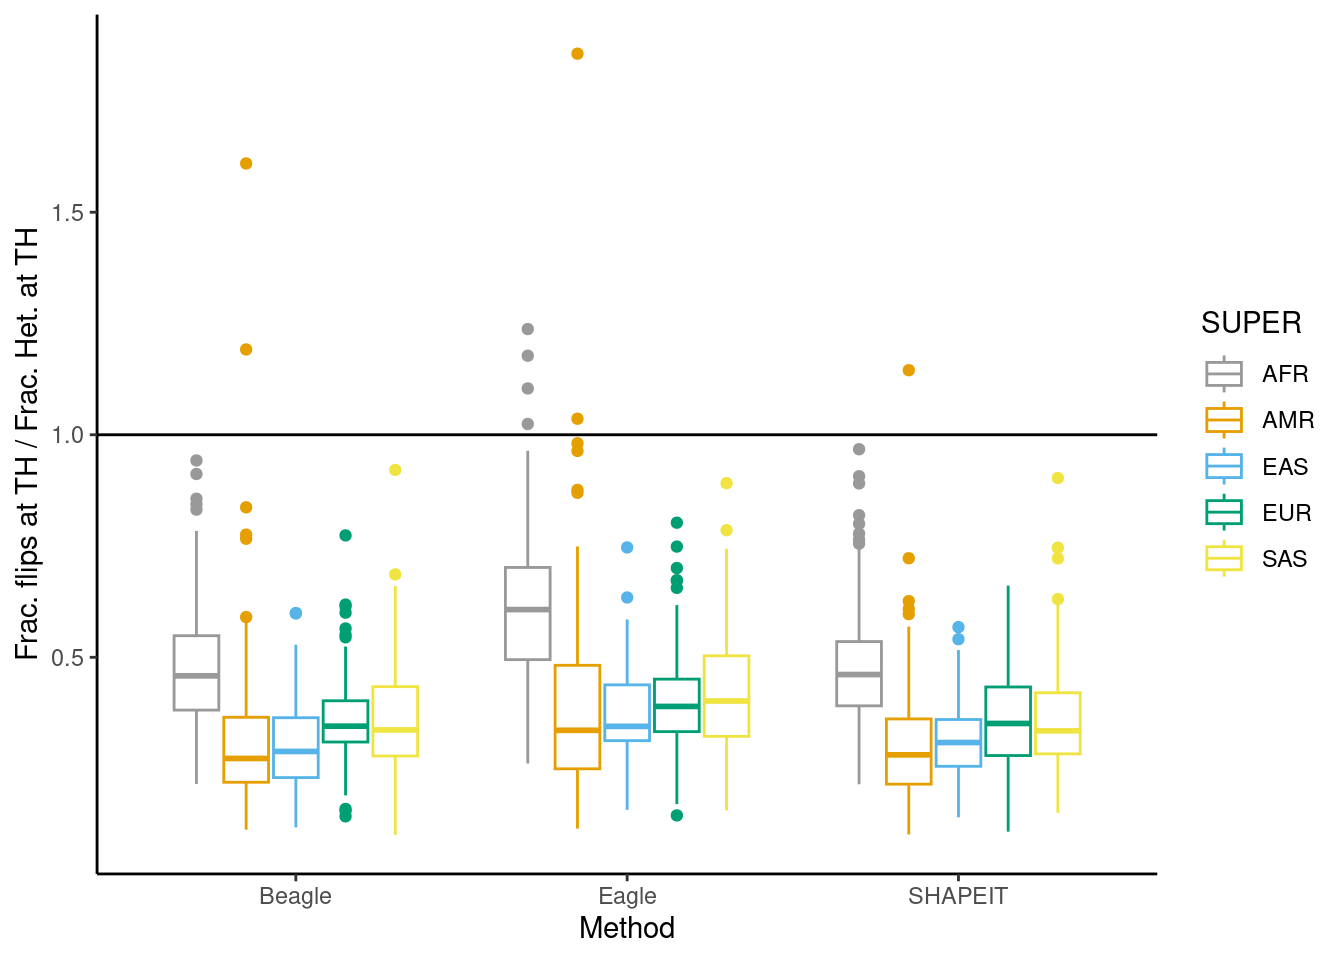 Frac. flips at TH / Frac. Het. at TH
1.5
1.0
0.5
Beagle
Eagle
SHAPEIT
Method
SUPER
AFR
AMR
EAS
EUR
SAS